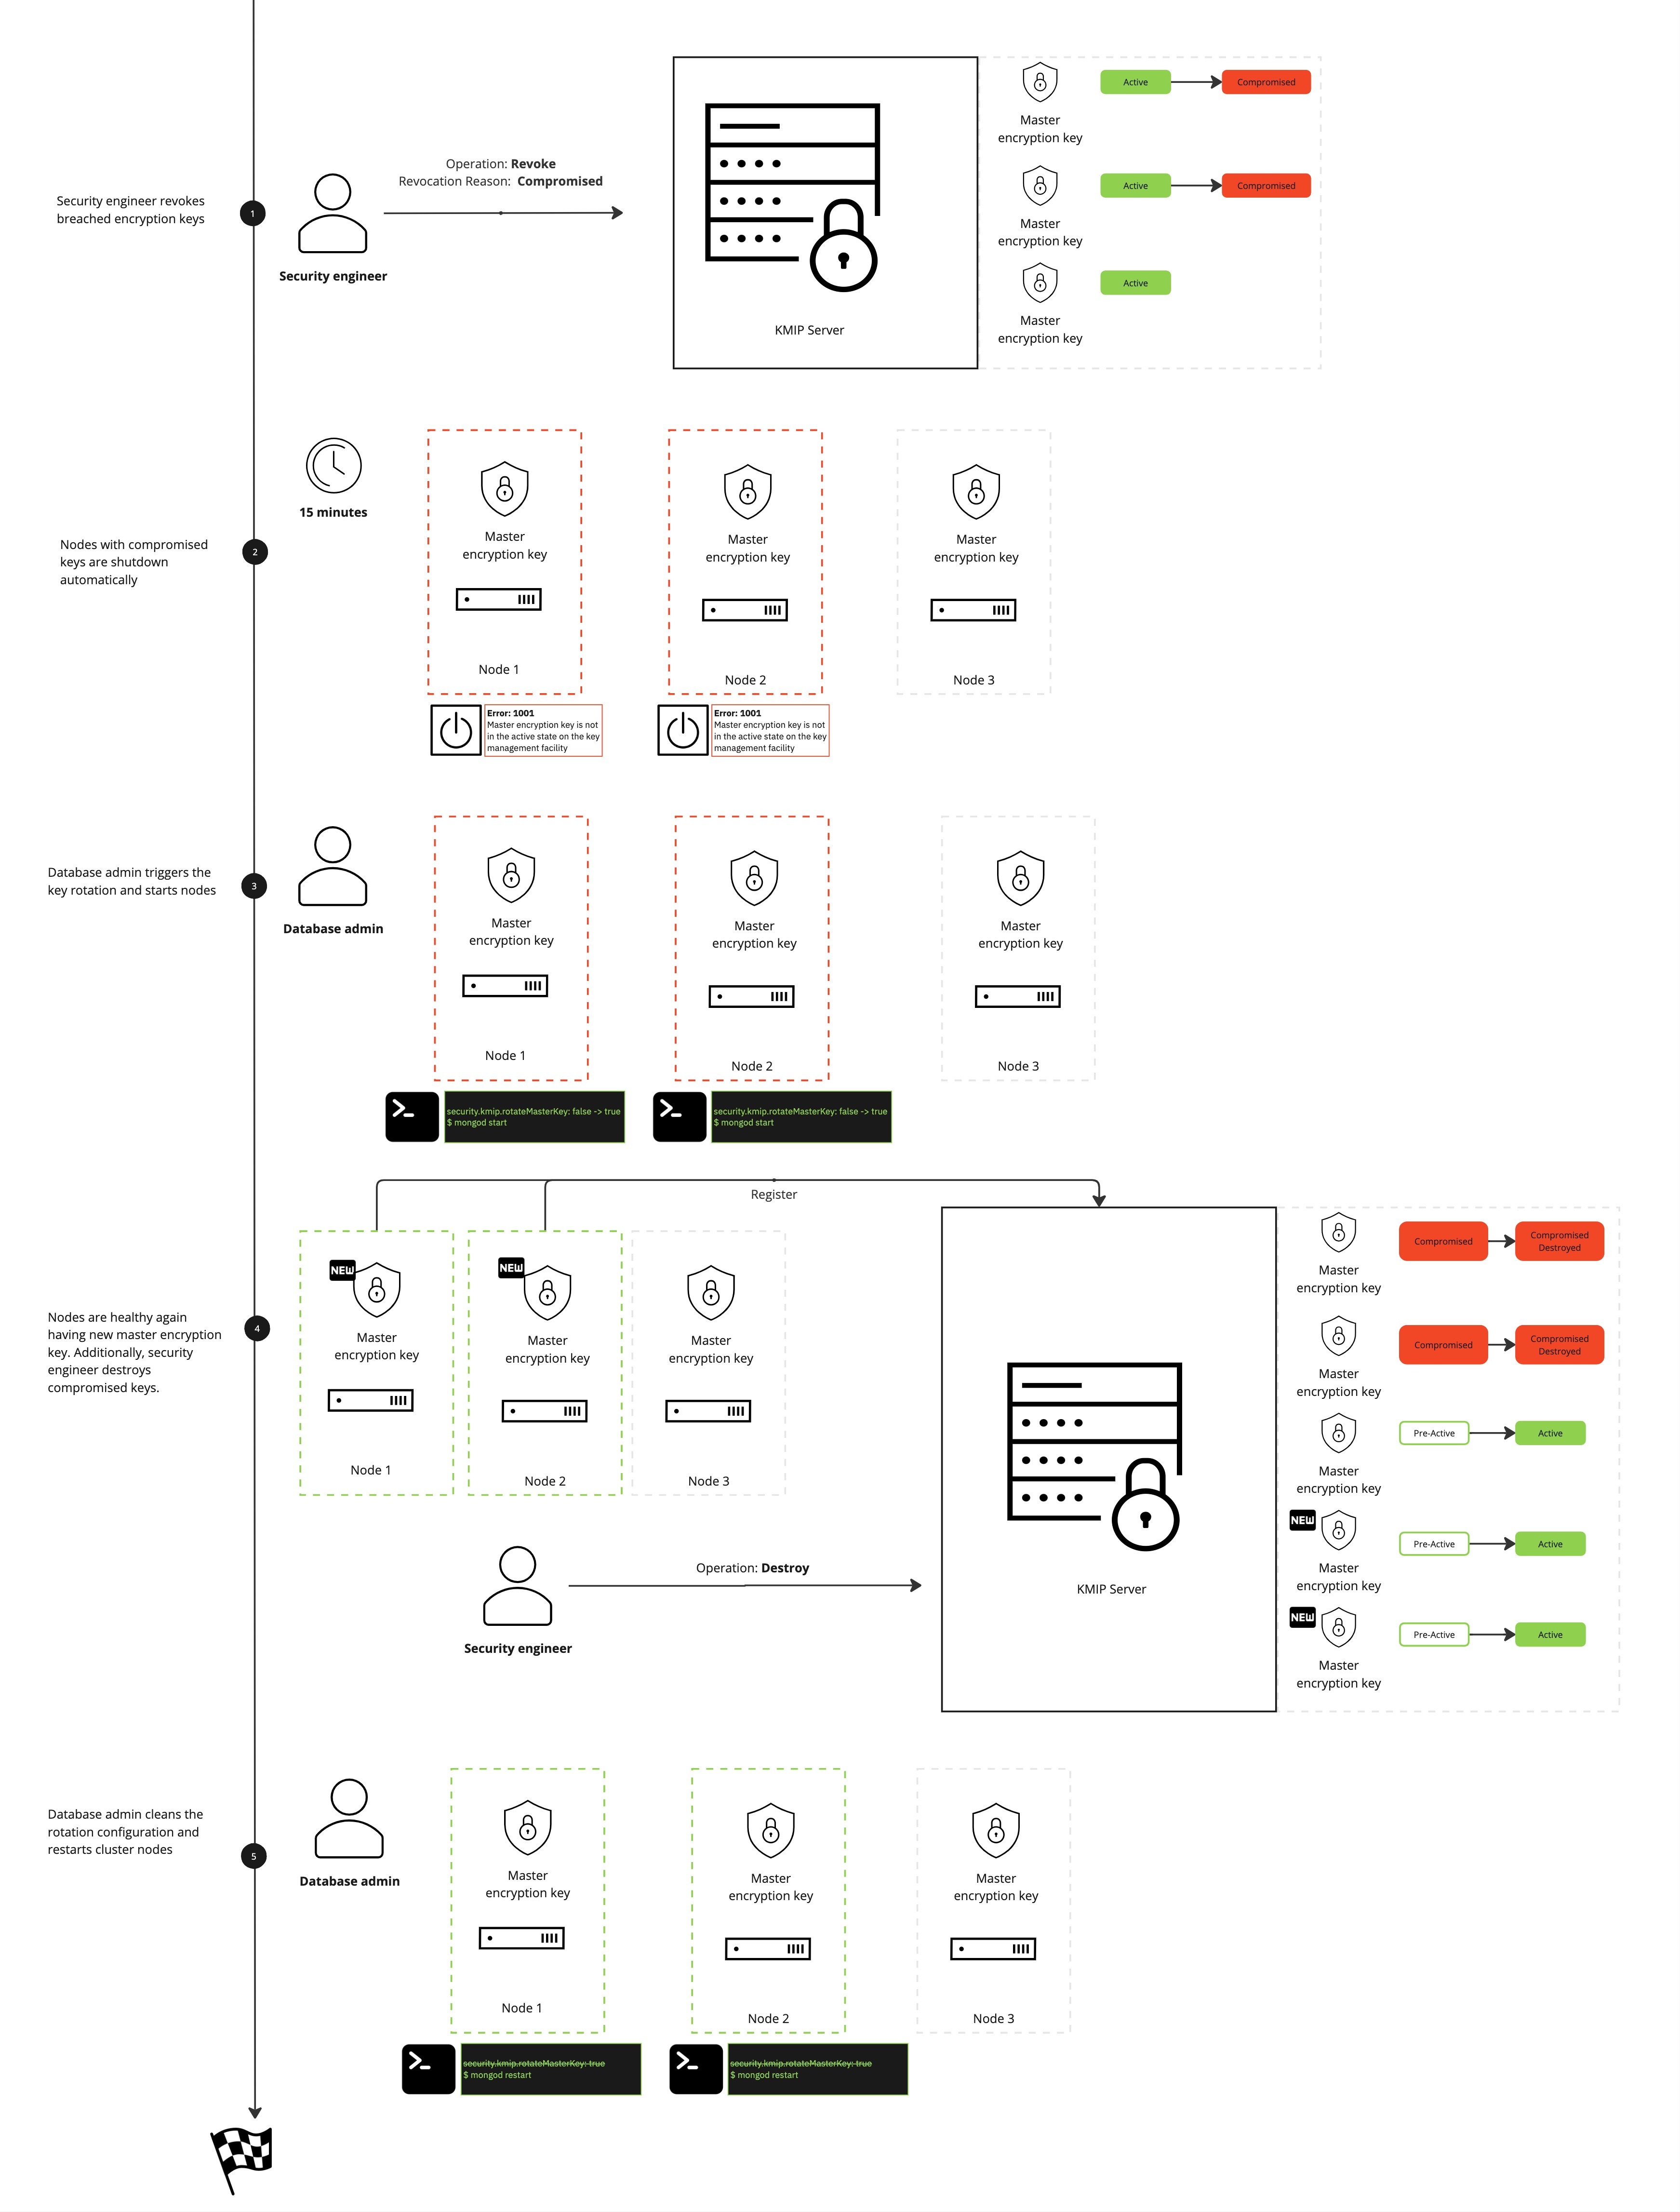 Security engineer revokes
breached encryption keys
1
Security engineer
Operation: Revoke
Revocation Reason: Compromised
KMIP Server
Master
encryption key
Active
Compromised
Master
encryption key
Active
Compromised
Master
encryption key
Active
Nodes with compromised
keys are shutdown
automatically
2
15 minutes
Master
encryption key
Node 1
Master
encryption key
Node 2
Master
encryption key
Node 3
Error: 1001
Master encryption key is not
in the active state on the key
management facility
Error: 1001
Master encryption key is not
in the active state on the key
management facility
Database admin triggers the
key rotation and starts nodes
3
Database admin
Master
encryption key
Node 1
Master
encryption key
Node 2
Master
encryption key
Node 3
security.kmip.rotateMasterKey: false -> true
$ mongod start
security.kmip.rotateMasterKey: false -> true
$ mongod start
Register
Nodes are healthy again
having new master encryption
key. Additionally, security
engineer destroys
compromised keys.
4
NEW
Master
encryption key
Node 1
NEW
Master
encryption key
Node 2
Master
encryption key
Node 3
Security engineer
Operation: Destroy
KMIP Server
Master
encryption key
Compromised
Compromised
Destroyed
Master
encryption key
Compromised
Compromised
Destroyed
Master
encryption key
Pre-Active
Active
NEW
Master
encryption key
Pre-Active
Active
NEW
Master
encryption key
Pre-Active
Active
Database admin cleans the
rotation configuration and
restarts cluster nodes
5
Database admin
Master
encryption key
Node 1
Master
encryption key
Node 2
Master
encryption key
Node 3
security.kmip.rotateMasterKey: true
$ mongod restart
security.kmip.rotateMasterKey: true
$ mongod restart